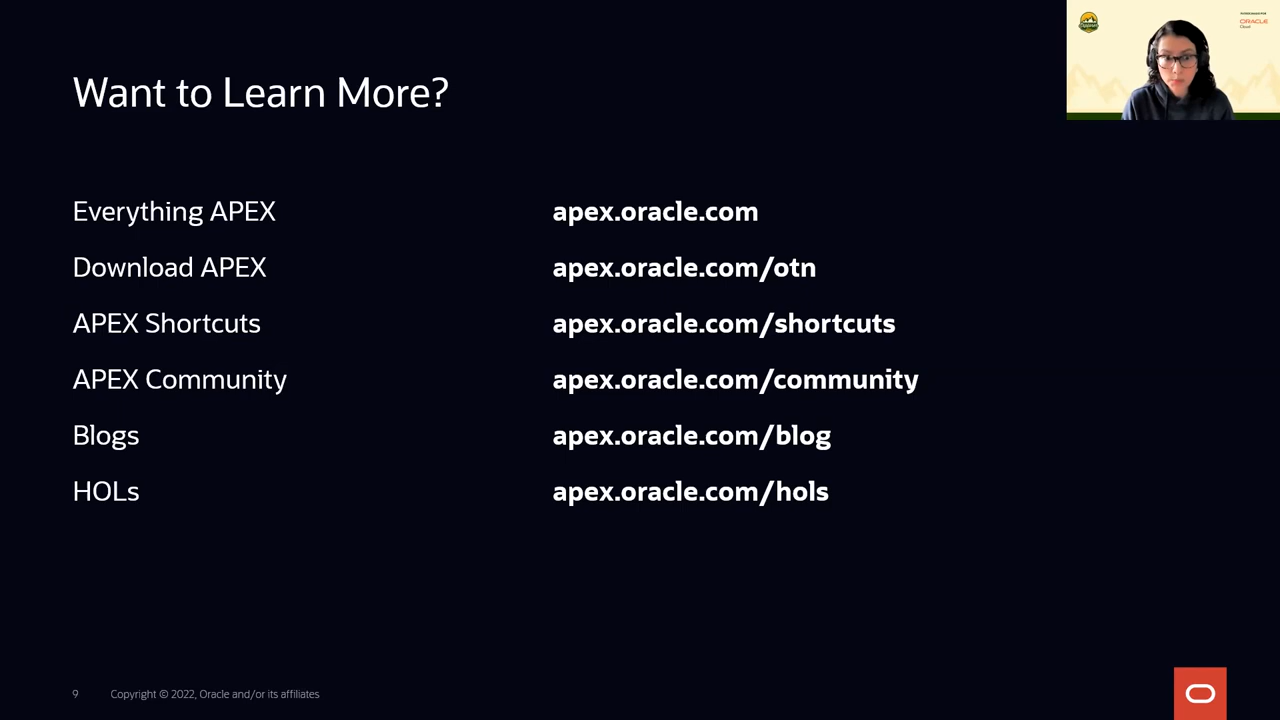 Want to Learn More?
Everything APEX apex.oracle.com
Download APEX apex.oracle.com/otn
APEX Shortcuts apex.oracle.com/shortcuts
APEX Community apex.oracle.com/community
Blogs apex.oracle.com/blog
HOLs apex.oracle.com/hols
9 Copyright © 2022, Oracle and/or its affiliates
ORACLE
Cloud